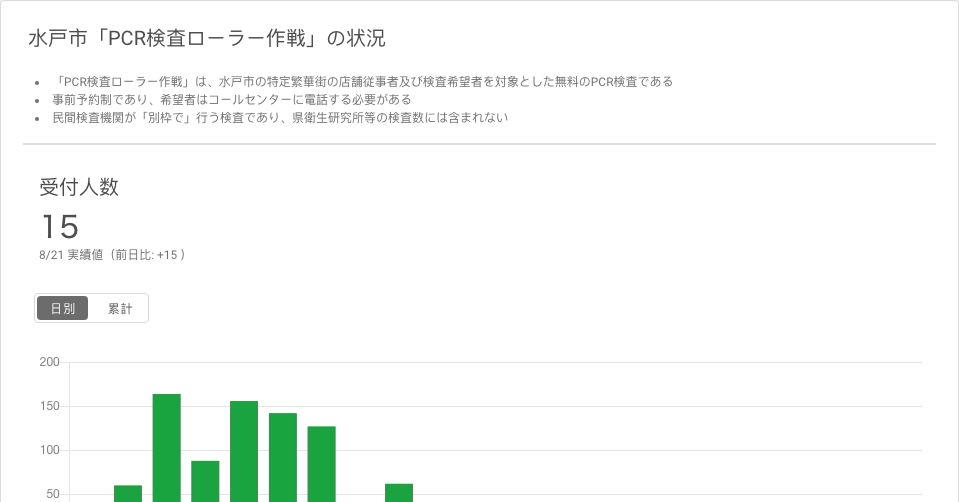 水戸市「PCR検査ローラー作戦」の状況
「PCR検査ローラー作戦」は、水戸市の特定繁華街の店舗従事者及び検査希望者を対象とした無料のPCR検査である
事前予約制であり、希望者はコールセンターに電話する必要がある
民間検査機関が「別枠で」行う検査であり、県衛生研究所等の検査数には含まれない
受付人数
15
8/21 実績値（前日比: +15 ）
日別 累計
200
150
100
50